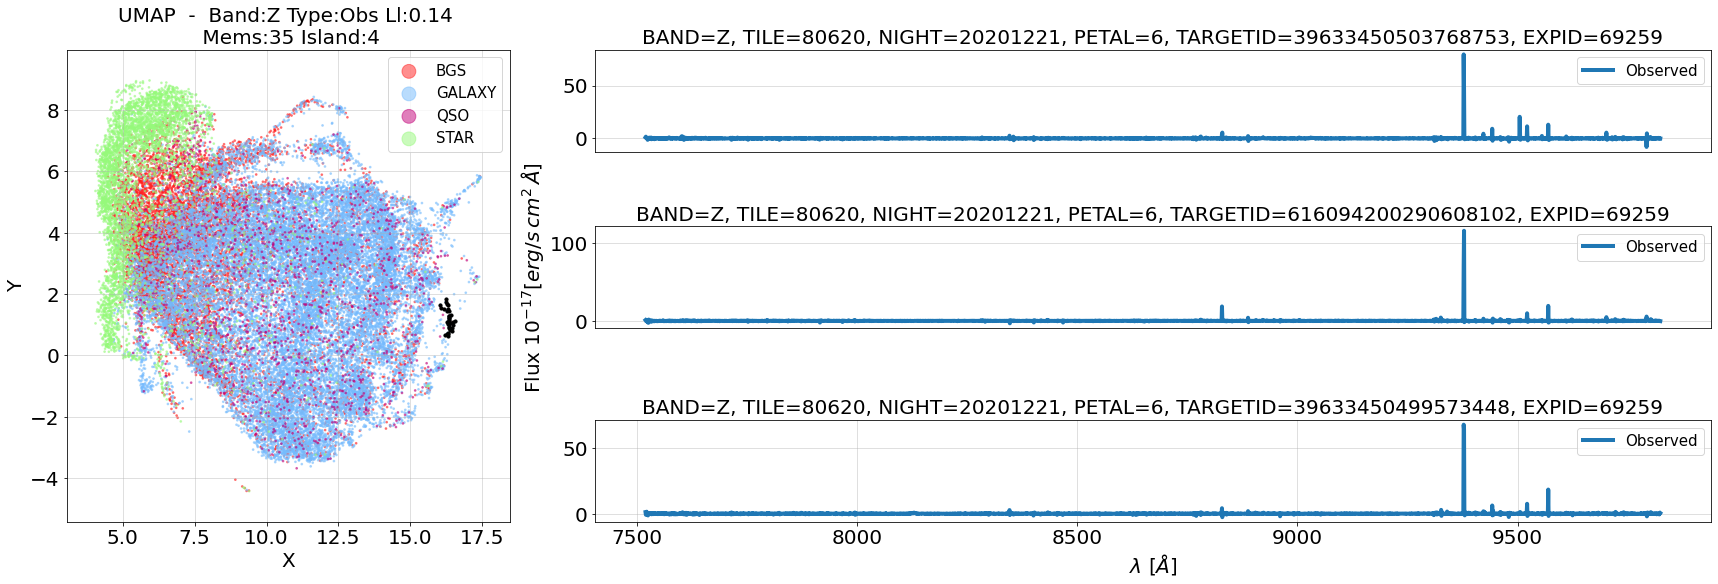 UMAP - Band:Z Type:Obs Ll:0.14
Mems:35 Island:4
BGS
GALAXY
QSO
STAR
8
6
4
2
0
−2
−4
Y
5.0 7.5 10.0 12.5 15.0 17.5
X
Flux 10⁻¹⁷[erg/s cm² Å]
BAND=Z, TILE=80620, NIGHT=20201221, PETAL=6, TARGETID=39633450503768753, EXPID=69259
Observed
50
0
BAND=Z, TILE=80620, NIGHT=20201221, PETAL=6, TARGETID=616094200290608102, EXPID=69259
Observed
100
0
BAND=Z, TILE=80620, NIGHT=20201221, PETAL=6, TARGETID=39633450499573448, EXPID=69259
Observed
50
0
7500 8000 8500 9000 9500
λ [Å]